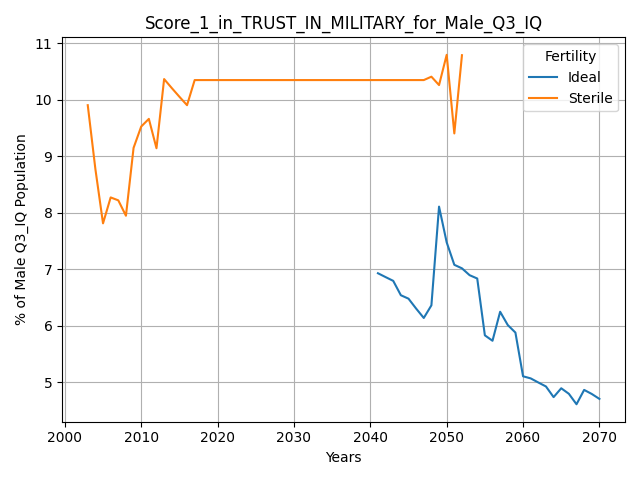 Score_1_in_TRUST_IN_MILITARY_for_Male_Q3_IQ
% of Male Q3_IQ Population
11
10
9
8
7
6
5
Fertility
Ideal
Sterile
2000 2010 2020 2030 2040 2050 2060 2070
Years